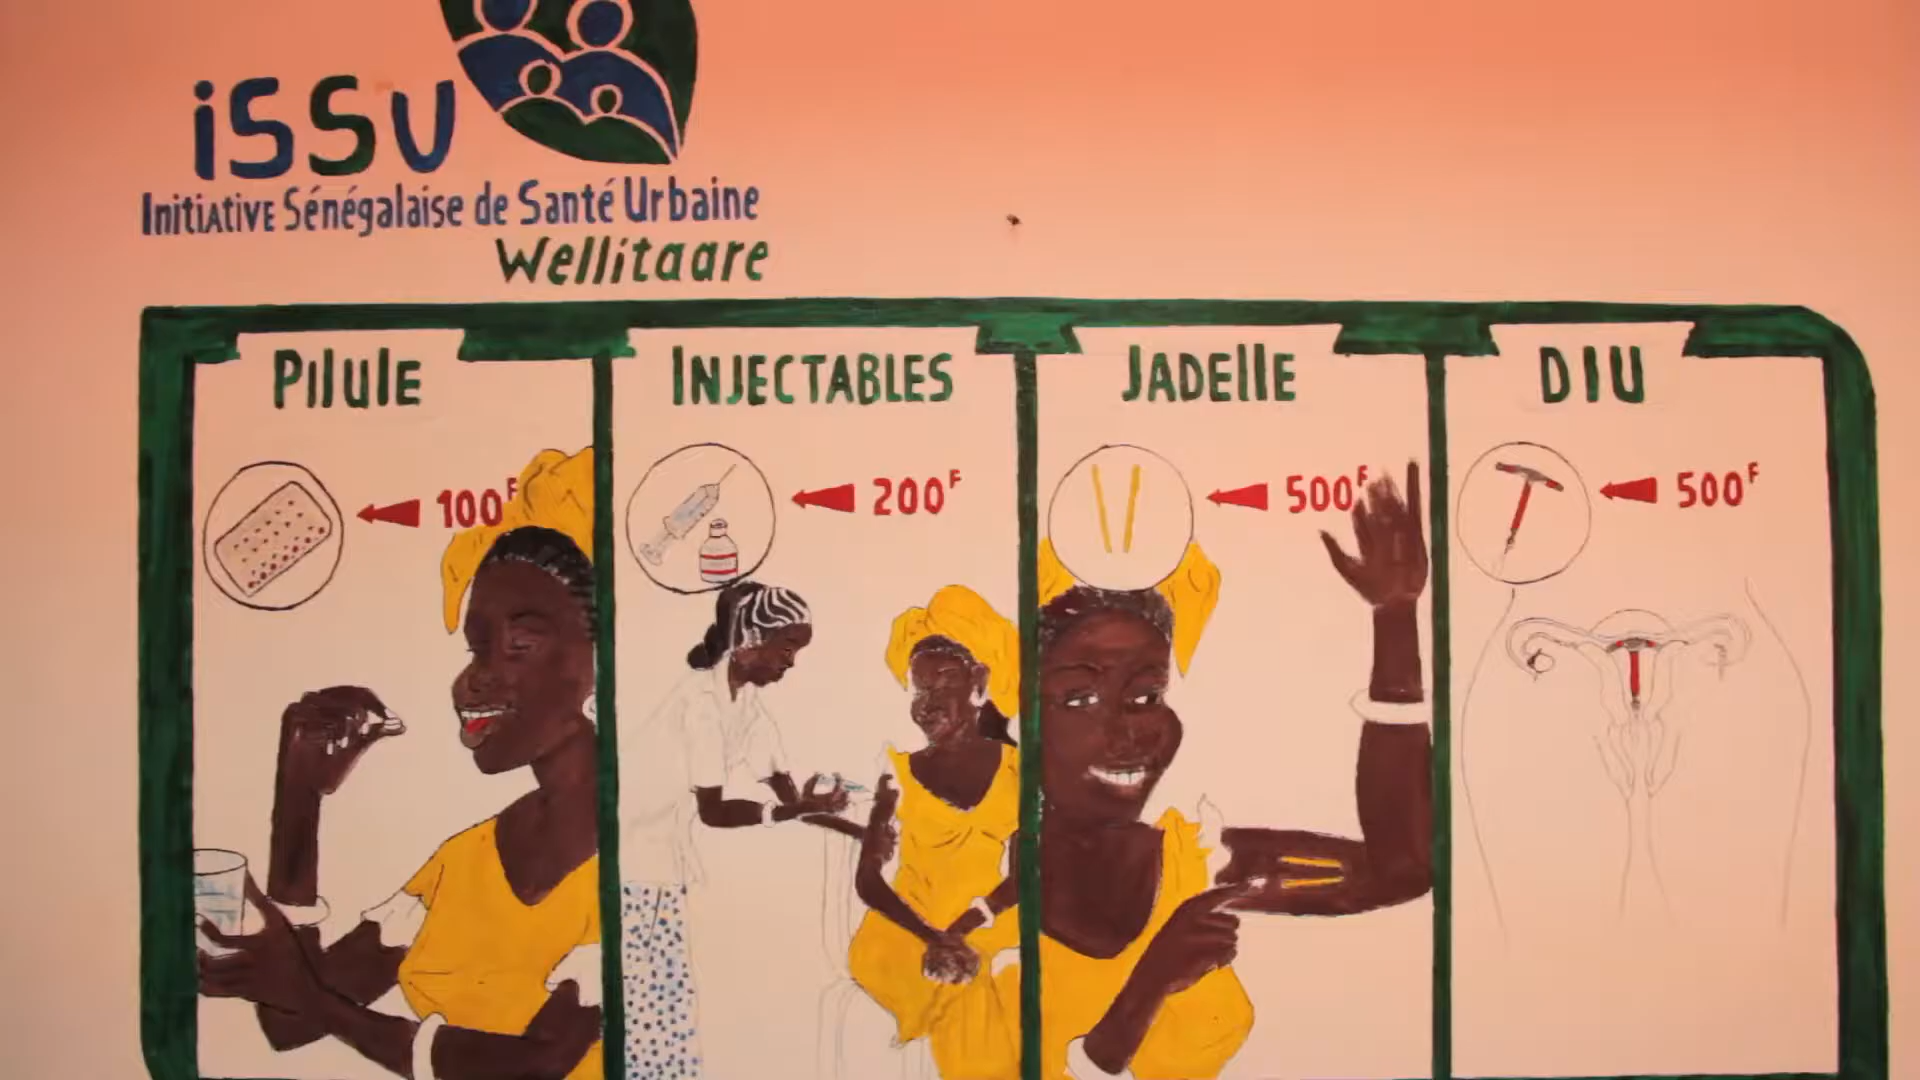 iSSU
Initiative Sénégalaise de Santé Urbaine
Wellitaare
Pilule
INJECTABLES
JADElle
DIU
100F
200F
500F
500F